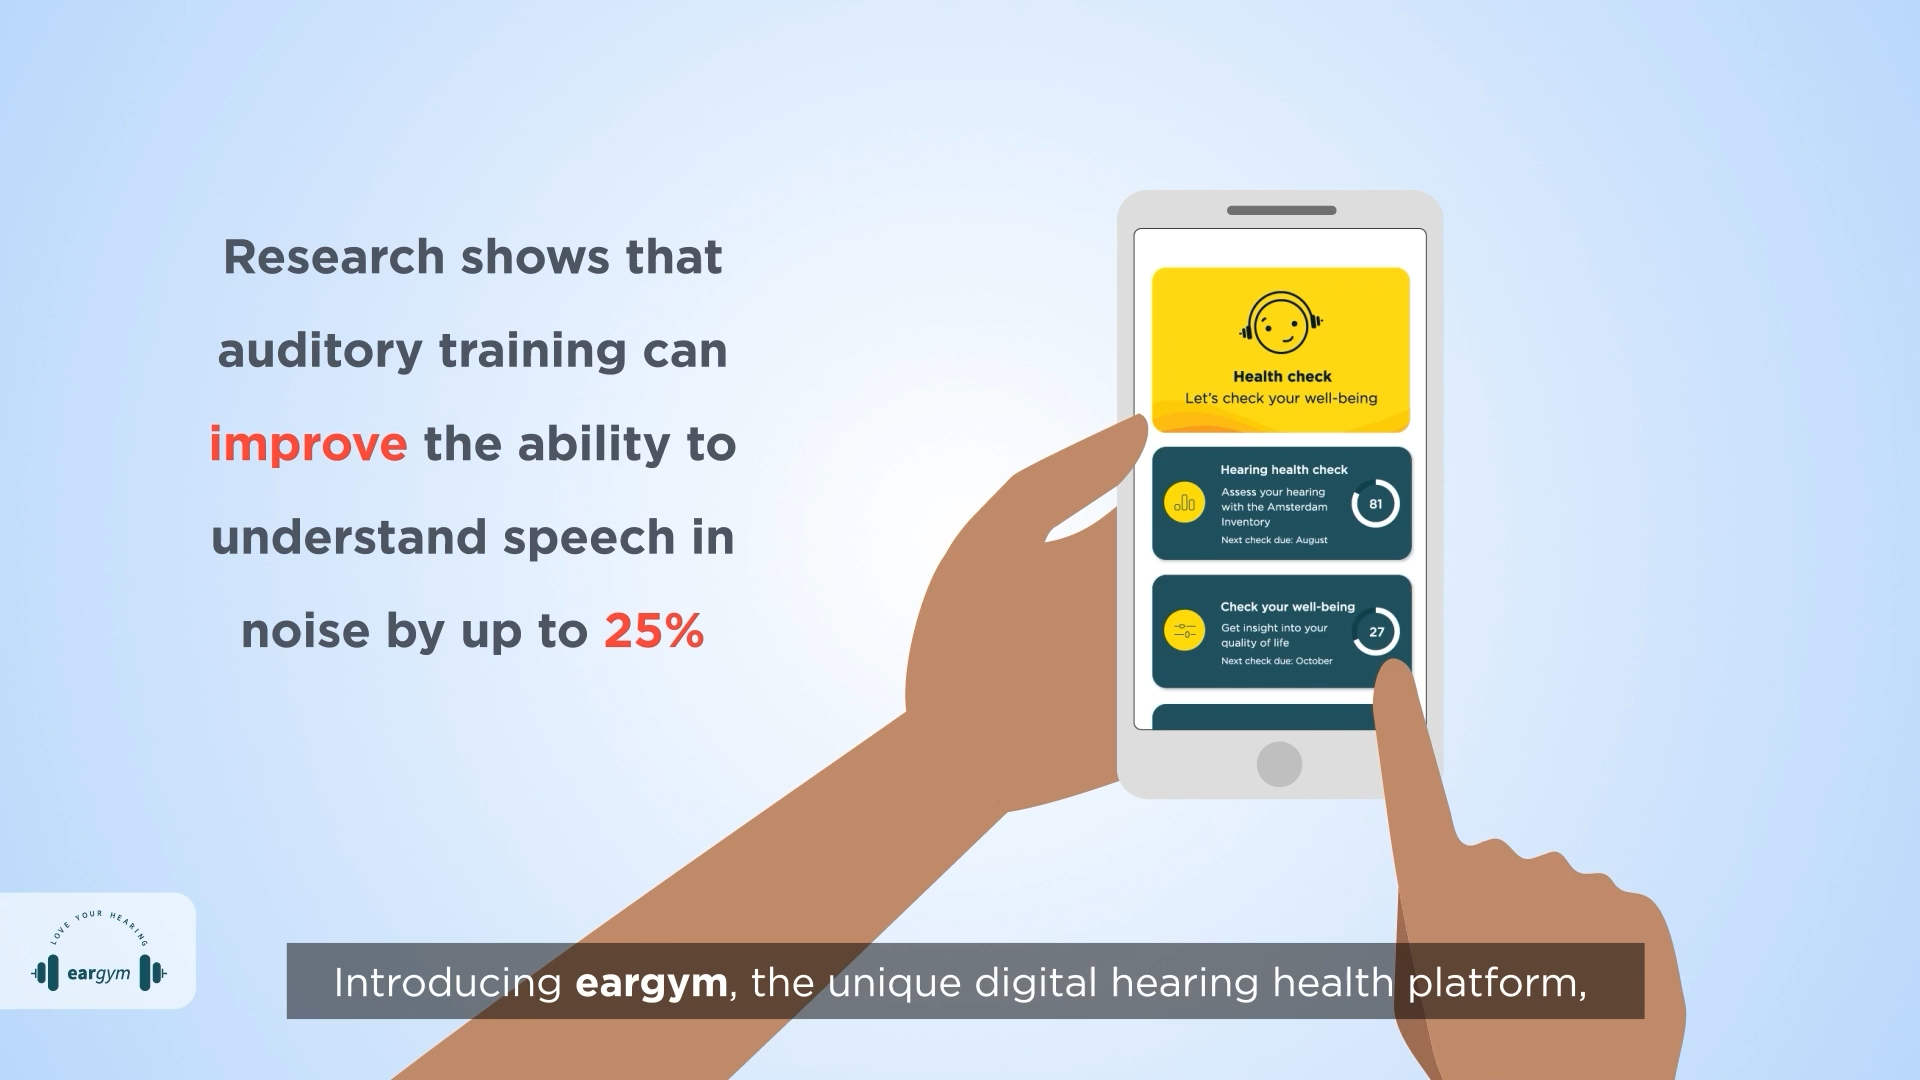 Research shows that
auditory training can
improve the ability to
understand speech in
noise by up to 25%
Health check
Let's check your well-being
Hearing health check
Assess your hearing
with the Amsterdam
Inventory
Next check due: August
81
Check your well-being
Get insight into your
quality of life
Next check due: October
27
LOVE YOUR HEARING
eargym
Introducing eargym, the unique digital hearing health platform,